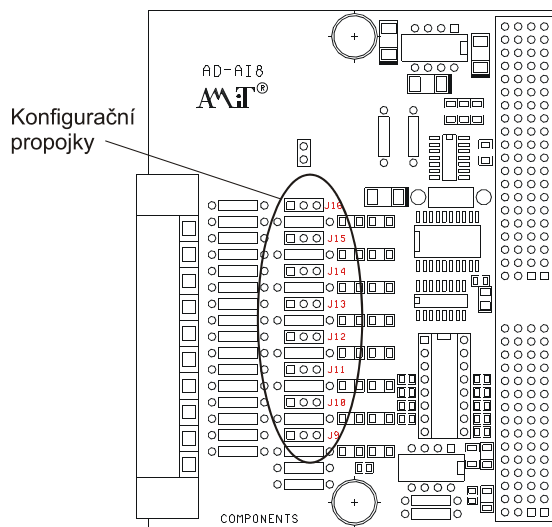 AD-AI8
AMiT®
Konfigurační
propojky
J16
J15
J14
J13
J12
J11
J10
J9
COMPONENTS